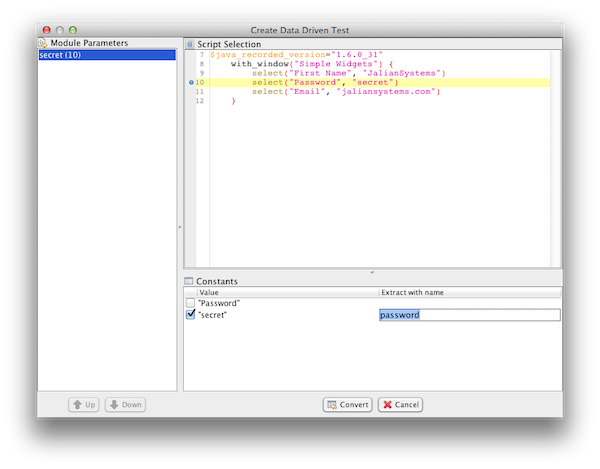 Create Data Driven Test
Module Parameters
secret (10)
Script Selection
7 $java_recorded_version="1.6.0_31"
8 with_window("Simple Widgets") {
9 select("First Name", "JalianSystems")
10 select("Password", "secret")
11 select("Email", "jaliansystems.com")
12 }
Constants
Value Extract with name
"Password"
"secret" password
Up Down Convert Cancel